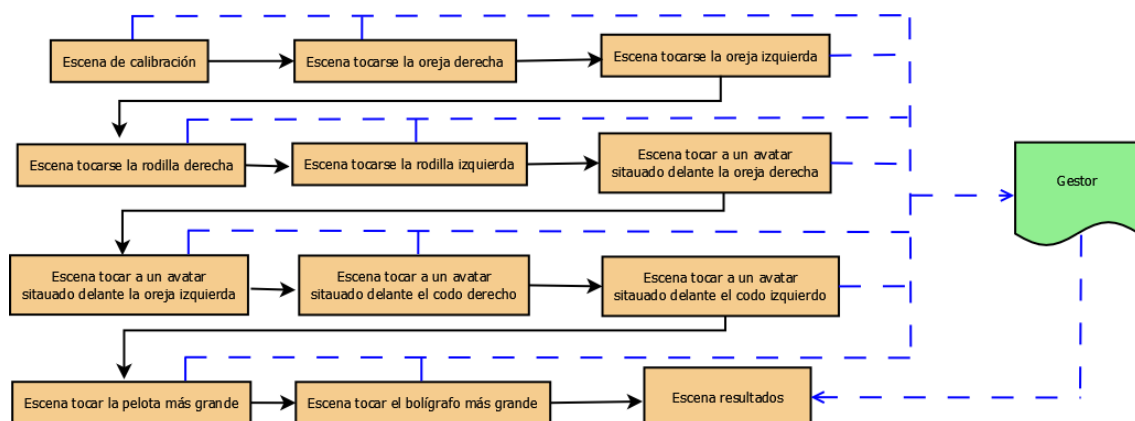 Escena de calibración
Escena tocarse la oreja derecha
Escena tocarse la oreja izquierda
Escena tocarse la rodilla derecha
Escena tocarse la rodilla izquierda
Escena tocar a un avatar
sitauado delante la oreja derecha
Gestor
Escena tocar a un avatar
sitauado delante la oreja izquierda
Escena tocar a un avatar
sitauado delante el codo derecho
Escena tocar a un avatar
sitauado delante el codo izquierdo
Escena tocar la pelota más grande
Escena tocar el bolígrafo más grande
Escena resultados